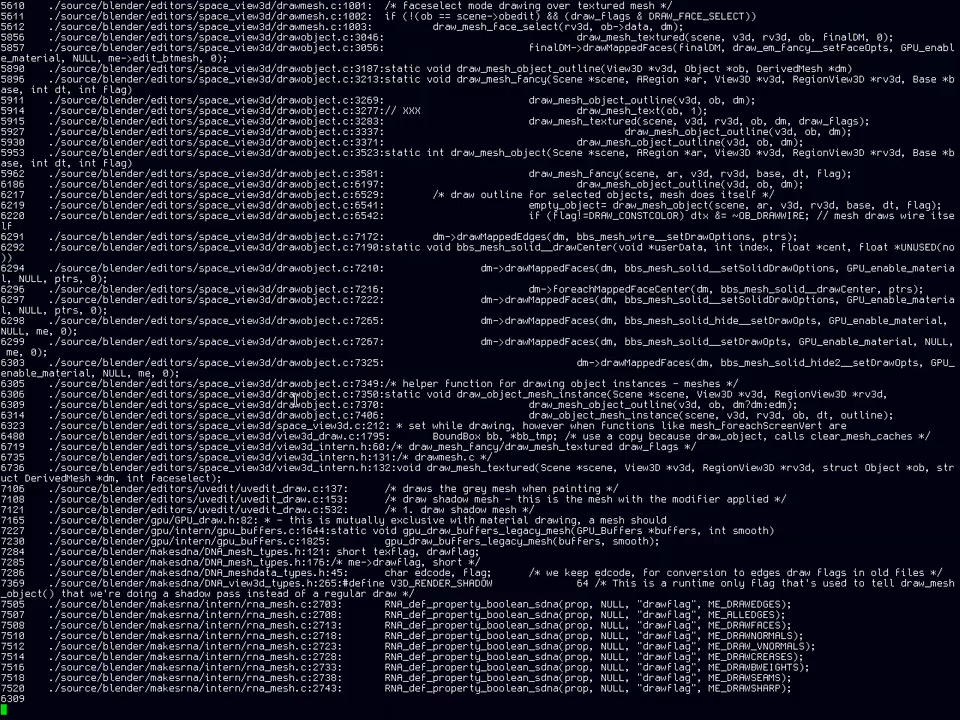 5610    ./source/blender/editors/space_view3d/drawmesh.c:1001:  /* faceselect mode drawing over textured mesh */
5611    ./source/blender/editors/space_view3d/drawmesh.c:1002:  if (!(ob == scene->obedit) && (draw_flags & DRAW_FACE_SELECT))
5612    ./source/blender/editors/space_view3d/drawmesh.c:1003:          draw_mesh_face_select(rv3d, ob->data, dm);
5856    ./source/blender/editors/space_view3d/drawobject.c:3046:                        draw_mesh_textured(scene, v3d, rv3d, ob, finalDM, 0);
5857    ./source/blender/editors/space_view3d/drawobject.c:3056:                        finalDM->drawMappedFaces(finalDM, draw_em_fancy__setFaceOpts, GPU_enabl
e_material, NULL, me->edit_btmesh, 0);
5890    ./source/blender/editors/space_view3d/drawobject.c:3187:static void draw_mesh_object_outline(View3D *v3d, Object *ob, DerivedMesh *dm)
5896    ./source/blender/editors/space_view3d/drawobject.c:3213:static void draw_mesh_fancy(Scene *scene, ARegion *ar, View3D *v3d, RegionView3D *rv3d, Base *b
ase, int dt, int flag)
5911    ./source/blender/editors/space_view3d/drawobject.c:3269:                        draw_mesh_object_outline(v3d, ob, dm);
5914    ./source/blender/editors/space_view3d/drawobject.c:3277:// XXX                          draw_mesh_text(ob, 1);
5915    ./source/blender/editors/space_view3d/drawobject.c:3283:                        draw_mesh_textured(scene, v3d, rv3d, ob, dm, draw_flags);
5927    ./source/blender/editors/space_view3d/drawobject.c:3337:                                        draw_mesh_object_outline(v3d, ob, dm);
5930    ./source/blender/editors/space_view3d/drawobject.c:3371:                                draw_mesh_object_outline(v3d, ob, dm);
5953    ./source/blender/editors/space_view3d/drawobject.c:3523:static int draw_mesh_object(Scene *scene, ARegion *ar, View3D *v3d, RegionView3D *rv3d, Base *b
ase, int dt, int flag)
5962    ./source/blender/editors/space_view3d/drawobject.c:3581:                        draw_mesh_fancy(scene, ar, v3d, rv3d, base, dt, flag);
6186    ./source/blender/editors/space_view3d/drawobject.c:6197:                                draw_mesh_object_outline(v3d, ob, dm);
6217    ./source/blender/editors/space_view3d/drawobject.c:6529:        /* draw outline for selected objects, mesh does itself */
6219    ./source/blender/editors/space_view3d/drawobject.c:6541:                        empty_object= draw_mesh_object(scene, ar, v3d, rv3d, base, dt, flag);
6220    ./source/blender/editors/space_view3d/drawobject.c:6542:                        if (flag!=DRAW_CONSTCOLOR) dtx &= ~OB_DRAWWIRE; // mesh draws wire itse
lf
6291    ./source/blender/editors/space_view3d/drawobject.c:7172:        dm->drawMappedEdges(dm, bbs_mesh_wire__setDrawOptions, ptrs);
6292    ./source/blender/editors/space_view3d/drawobject.c:7190:static void bbs_mesh_solid__drawCenter(void *userData, int index, float *cent, float *UNUSED(no
))
6294    ./source/blender/editors/space_view3d/drawobject.c:7210:                dm->drawMappedFaces(dm, bbs_mesh_solid__setSolidDrawOptions, GPU_enable_materia
l, NULL, ptrs, 0);
6296    ./source/blender/editors/space_view3d/drawobject.c:7216:                        dm->foreachMappedFaceCenter(dm, bbs_mesh_solid__drawCenter, ptrs);
6297    ./source/blender/editors/space_view3d/drawobject.c:7222:                dm->drawMappedFaces(dm, bbs_mesh_solid__setSolidDrawOptions, GPU_enable_materia
l, NULL, ptrs, 0);
6298    ./source/blender/editors/space_view3d/drawobject.c:7265:                dm->drawMappedFaces(dm, bbs_mesh_solid_hide__setDrawOpts, GPU_enable_material,
NULL, me, 0);
6299    ./source/blender/editors/space_view3d/drawobject.c:7267:                dm->drawMappedFaces(dm, bbs_mesh_solid__setDrawOpts, GPU_enable_material, NULL,
 me, 0);
6303    ./source/blender/editors/space_view3d/drawobject.c:7325:                                dm->drawMappedFaces(dm, bbs_mesh_solid_hide2__setDrawOpts, GPU_
enable_material, NULL, me, 0);
6305    ./source/blender/editors/space_view3d/drawobject.c:7349:/* helper function for drawing object instances - meshes */
6306    ./source/blender/editors/space_view3d/drawobject.c:7350:static void draw_object_mesh_instance(Scene *scene, View3D *v3d, RegionView3D *rv3d,
6309    ./source/blender/editors/space_view3d/drawobject.c:7370:                        draw_mesh_object_outline(v3d, ob, dm?dm:edm);
6314    ./source/blender/editors/space_view3d/drawobject.c:7406:                        draw_object_mesh_instance(scene, v3d, rv3d, ob, dt, outline);
6323    ./source/blender/editors/space_view3d/space_view3d.c:212: * set while drawing, however when functions like mesh_foreachScreenVert are
6480    ./source/blender/editors/space_view3d/view3d_draw.c:1795:       BoundBox bb, *bb_tmp; /* use a copy because draw_object, calls clear_mesh_caches */
6719    ./source/blender/editors/space_view3d/view3d_intern.h:68:/* draw_mesh_fancy/draw_mesh_textured draw_flags */
6735    ./source/blender/editors/space_view3d/view3d_intern.h:131:/* drawmesh.c */
6736    ./source/blender/editors/space_view3d/view3d_intern.h:132:void draw_mesh_textured(Scene *scene, View3D *v3d, RegionView3D *rv3d, struct Object *ob, str
uct DerivedMesh *dm, int faceselect);
7106    ./source/blender/editors/uvedit/uvedit_draw.c:137:      /* draws the grey mesh when painting */
7108    ./source/blender/editors/uvedit/uvedit_draw.c:153:      /* draw shadow mesh - this is the mesh with the modifier applied */
7121    ./source/blender/editors/uvedit/uvedit_draw.c:532:      /* 1. draw shadow mesh */
7165    ./source/blender/gpu/GPU_draw.h:82: * - this is mutually exclusive with material drawing, a mesh should
7227    ./source/blender/gpu/intern/gpu_buffers.c:1644:static void gpu_draw_buffers_legacy_mesh(GPU_Buffers *buffers, int smooth)
7230    ./source/blender/gpu/intern/gpu_buffers.c:1825:         gpu_draw_buffers_legacy_mesh(buffers, smooth);
7284    ./source/blender/makesdna/DNA_mesh_types.h:121: short texflag, drawflag;
7285    ./source/blender/makesdna/DNA_mesh_types.h:176:/* me->drawflag, short */
7286    ./source/blender/makesdna/DNA_meshdata_types.h:45:      char edcode, flag;      /* we keep edcode, for conversion to edges draw flags in old files */
7369    ./source/blender/makesdna/DNA_view3d_types.h:265:#define V3D_RENDER_SHADOW              64 /* This is a runtime only flag that's used to tell draw_mesh
_object() that we're doing a shadow pass instead of a regular draw */
7505    ./source/blender/makesrna/intern/rna_mesh.c:2703:       RNA_def_property_boolean_sdna(prop, NULL, "drawflag", ME_DRAWEDGES);
7507    ./source/blender/makesrna/intern/rna_mesh.c:2708:       RNA_def_property_boolean_sdna(prop, NULL, "drawflag", ME_ALLEDGES);
7508    ./source/blender/makesrna/intern/rna_mesh.c:2713:       RNA_def_property_boolean_sdna(prop, NULL, "drawflag", ME_DRAWFACES);
7510    ./source/blender/makesrna/intern/rna_mesh.c:2718:       RNA_def_property_boolean_sdna(prop, NULL, "drawflag", ME_DRAWNORMALS);
7512    ./source/blender/makesrna/intern/rna_mesh.c:2723:       RNA_def_property_boolean_sdna(prop, NULL, "drawflag", ME_DRAW_VNORMALS);
7514    ./source/blender/makesrna/intern/rna_mesh.c:2728:       RNA_def_property_boolean_sdna(prop, NULL, "drawflag", ME_DRAWCREASES);
7516    ./source/blender/makesrna/intern/rna_mesh.c:2733:       RNA_def_property_boolean_sdna(prop, NULL, "drawflag", ME_DRAWBWEIGHTS);
7518    ./source/blender/makesrna/intern/rna_mesh.c:2738:       RNA_def_property_boolean_sdna(prop, NULL, "drawflag", ME_DRAWSEAMS);
7520    ./source/blender/makesrna/intern/rna_mesh.c:2743:       RNA_def_property_boolean_sdna(prop, NULL, "drawflag", ME_DRAWSHARP);
6309